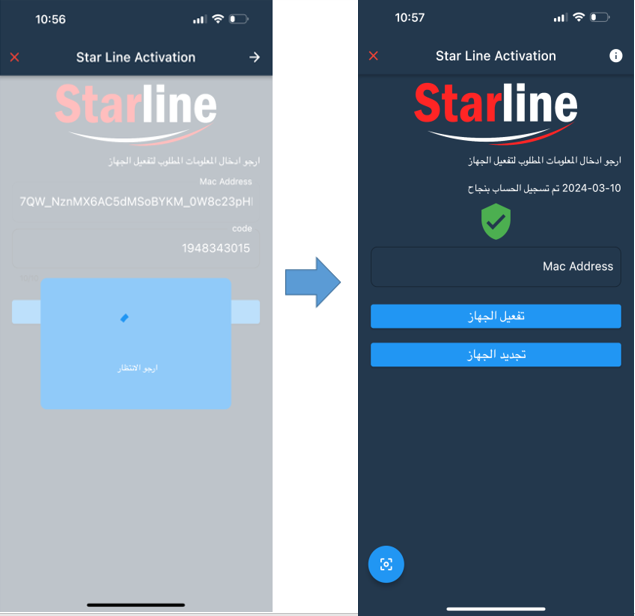 10:56
Star Line Activation
Starline
ارجو ادخال المعلومات المطلوب لتفعيل الجهاز
Mac Address
7QW_NznMX6AC5dMSoBYKM_0W8c23pH
code
1948343015
ارجو الانتظار
10:57
Star Line Activation
Starline
ارجو ادخال المعلومات المطلوب لتفعيل الجهاز
2024-03-10 تم تسجيل الحساب بنجاح
Mac Address
تفعيل الجهاز
تجديد الجهاز